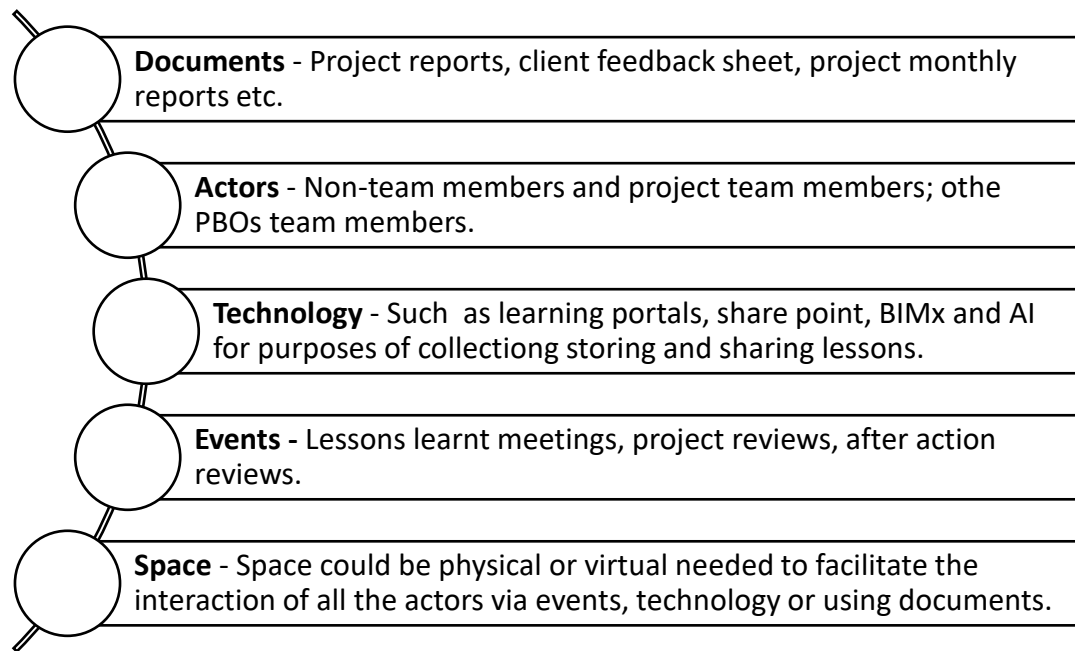 Documents - Project reports, client feedback sheet, project monthly
reports etc.
Actors - Non-team members and project team members; othe
PBOs team members.
Technology - Such  as learning portals, share point, BIMx and AI
for purposes of collectiong storing and sharing lessons.
Events - Lessons learnt meetings, project reviews, after action
reviews.
Space - Space could be physical or virtual needed to facilitate the
interaction of all the actors via events, technology or using documents.